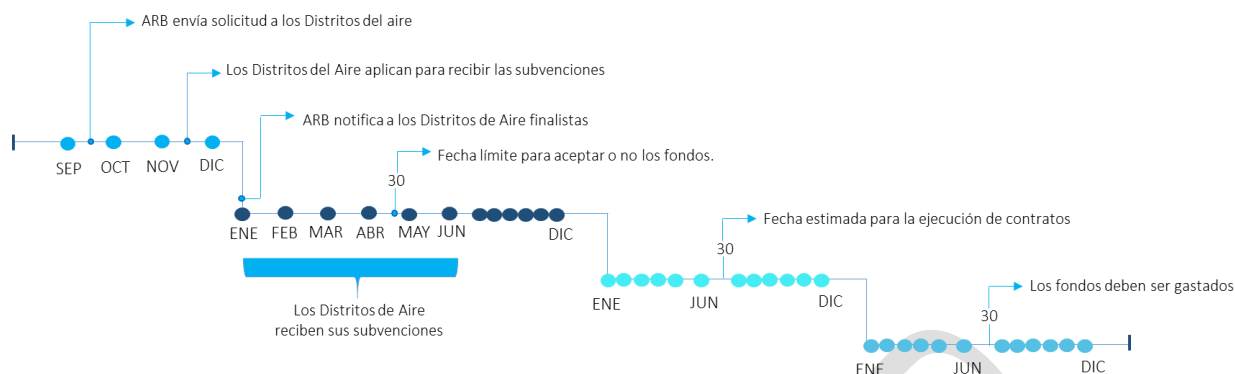 ARB envía solicitud a los Distritos del aire
Los Distritos del Aire aplican para recibir las subvenciones
ARB notifica a los Distritos de Aire finalistas
SEP OCT NOV DIC
Fecha límite para aceptar o no los fondos.
30
ENE FEB MAR ABR MAY JUN DIC
Los Distritos de Aire
reciben sus subvenciones
Fecha estimada para la ejecución de contratos
30
ENE JUN DIC
Los fondos deben ser gastados
30
ENE JUN DIC